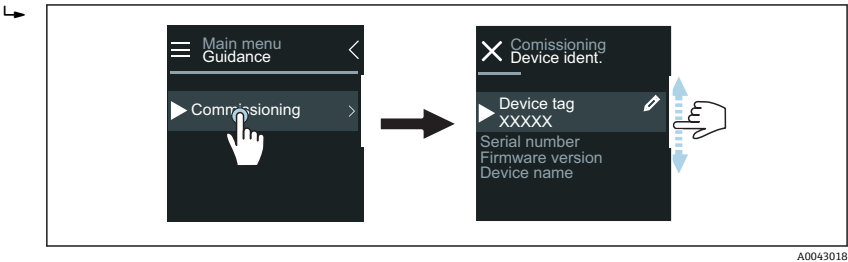 Main menu
Guidance
Commissioning
Comissioning
Device ident.
Device tag
XXXXX
Serial number
Firmware version
Device name
A0043018